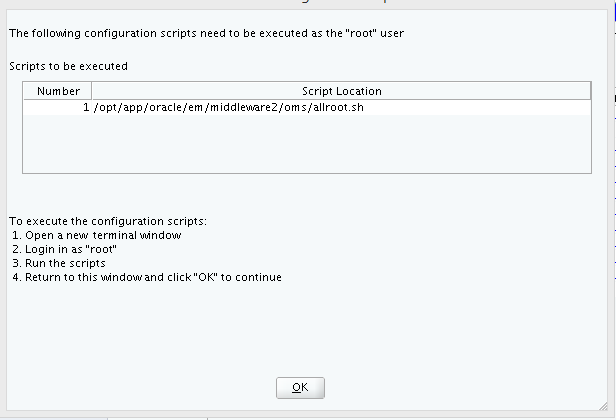 The following configuration scripts need to be executed as the "root" user
Scripts to be executed
Number Script Location
1 /opt/app/oracle/em/middleware2/oms/allroot.sh
To execute the configuration scripts:
1. Open a new terminal window
2. Login in as "root"
3. Run the scripts
4. Return to this window and click "OK" to continue
OK